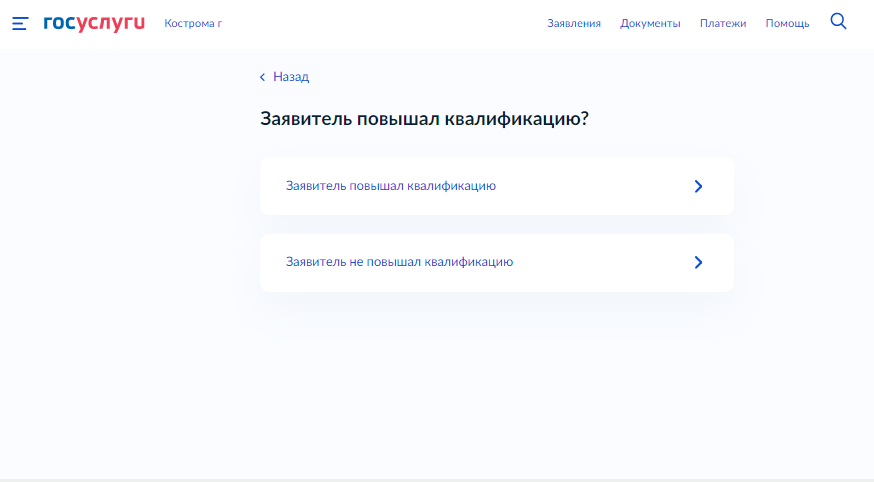 госуслуги Кострома г Заявления Документы Платежи Помощь
Назад
Заявитель повышал квалификацию?
Заявитель повышал квалификацию
Заявитель не повышал квалификацию